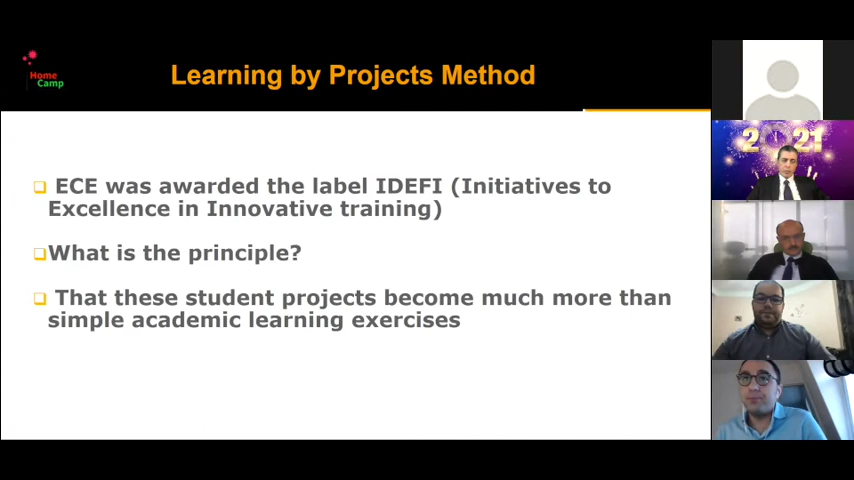 Home
Camp
Learning by Projects Method
ECE was awarded the label IDEFI (Initiatives to
Excellence in Innovative training)
What is the principle?
That these student projects become much more than
simple academic learning exercises
2021